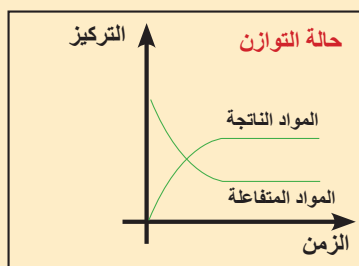 حالة التوازن
التركيز
المواد الناتجة
المواد المتفاعلة
الزمن